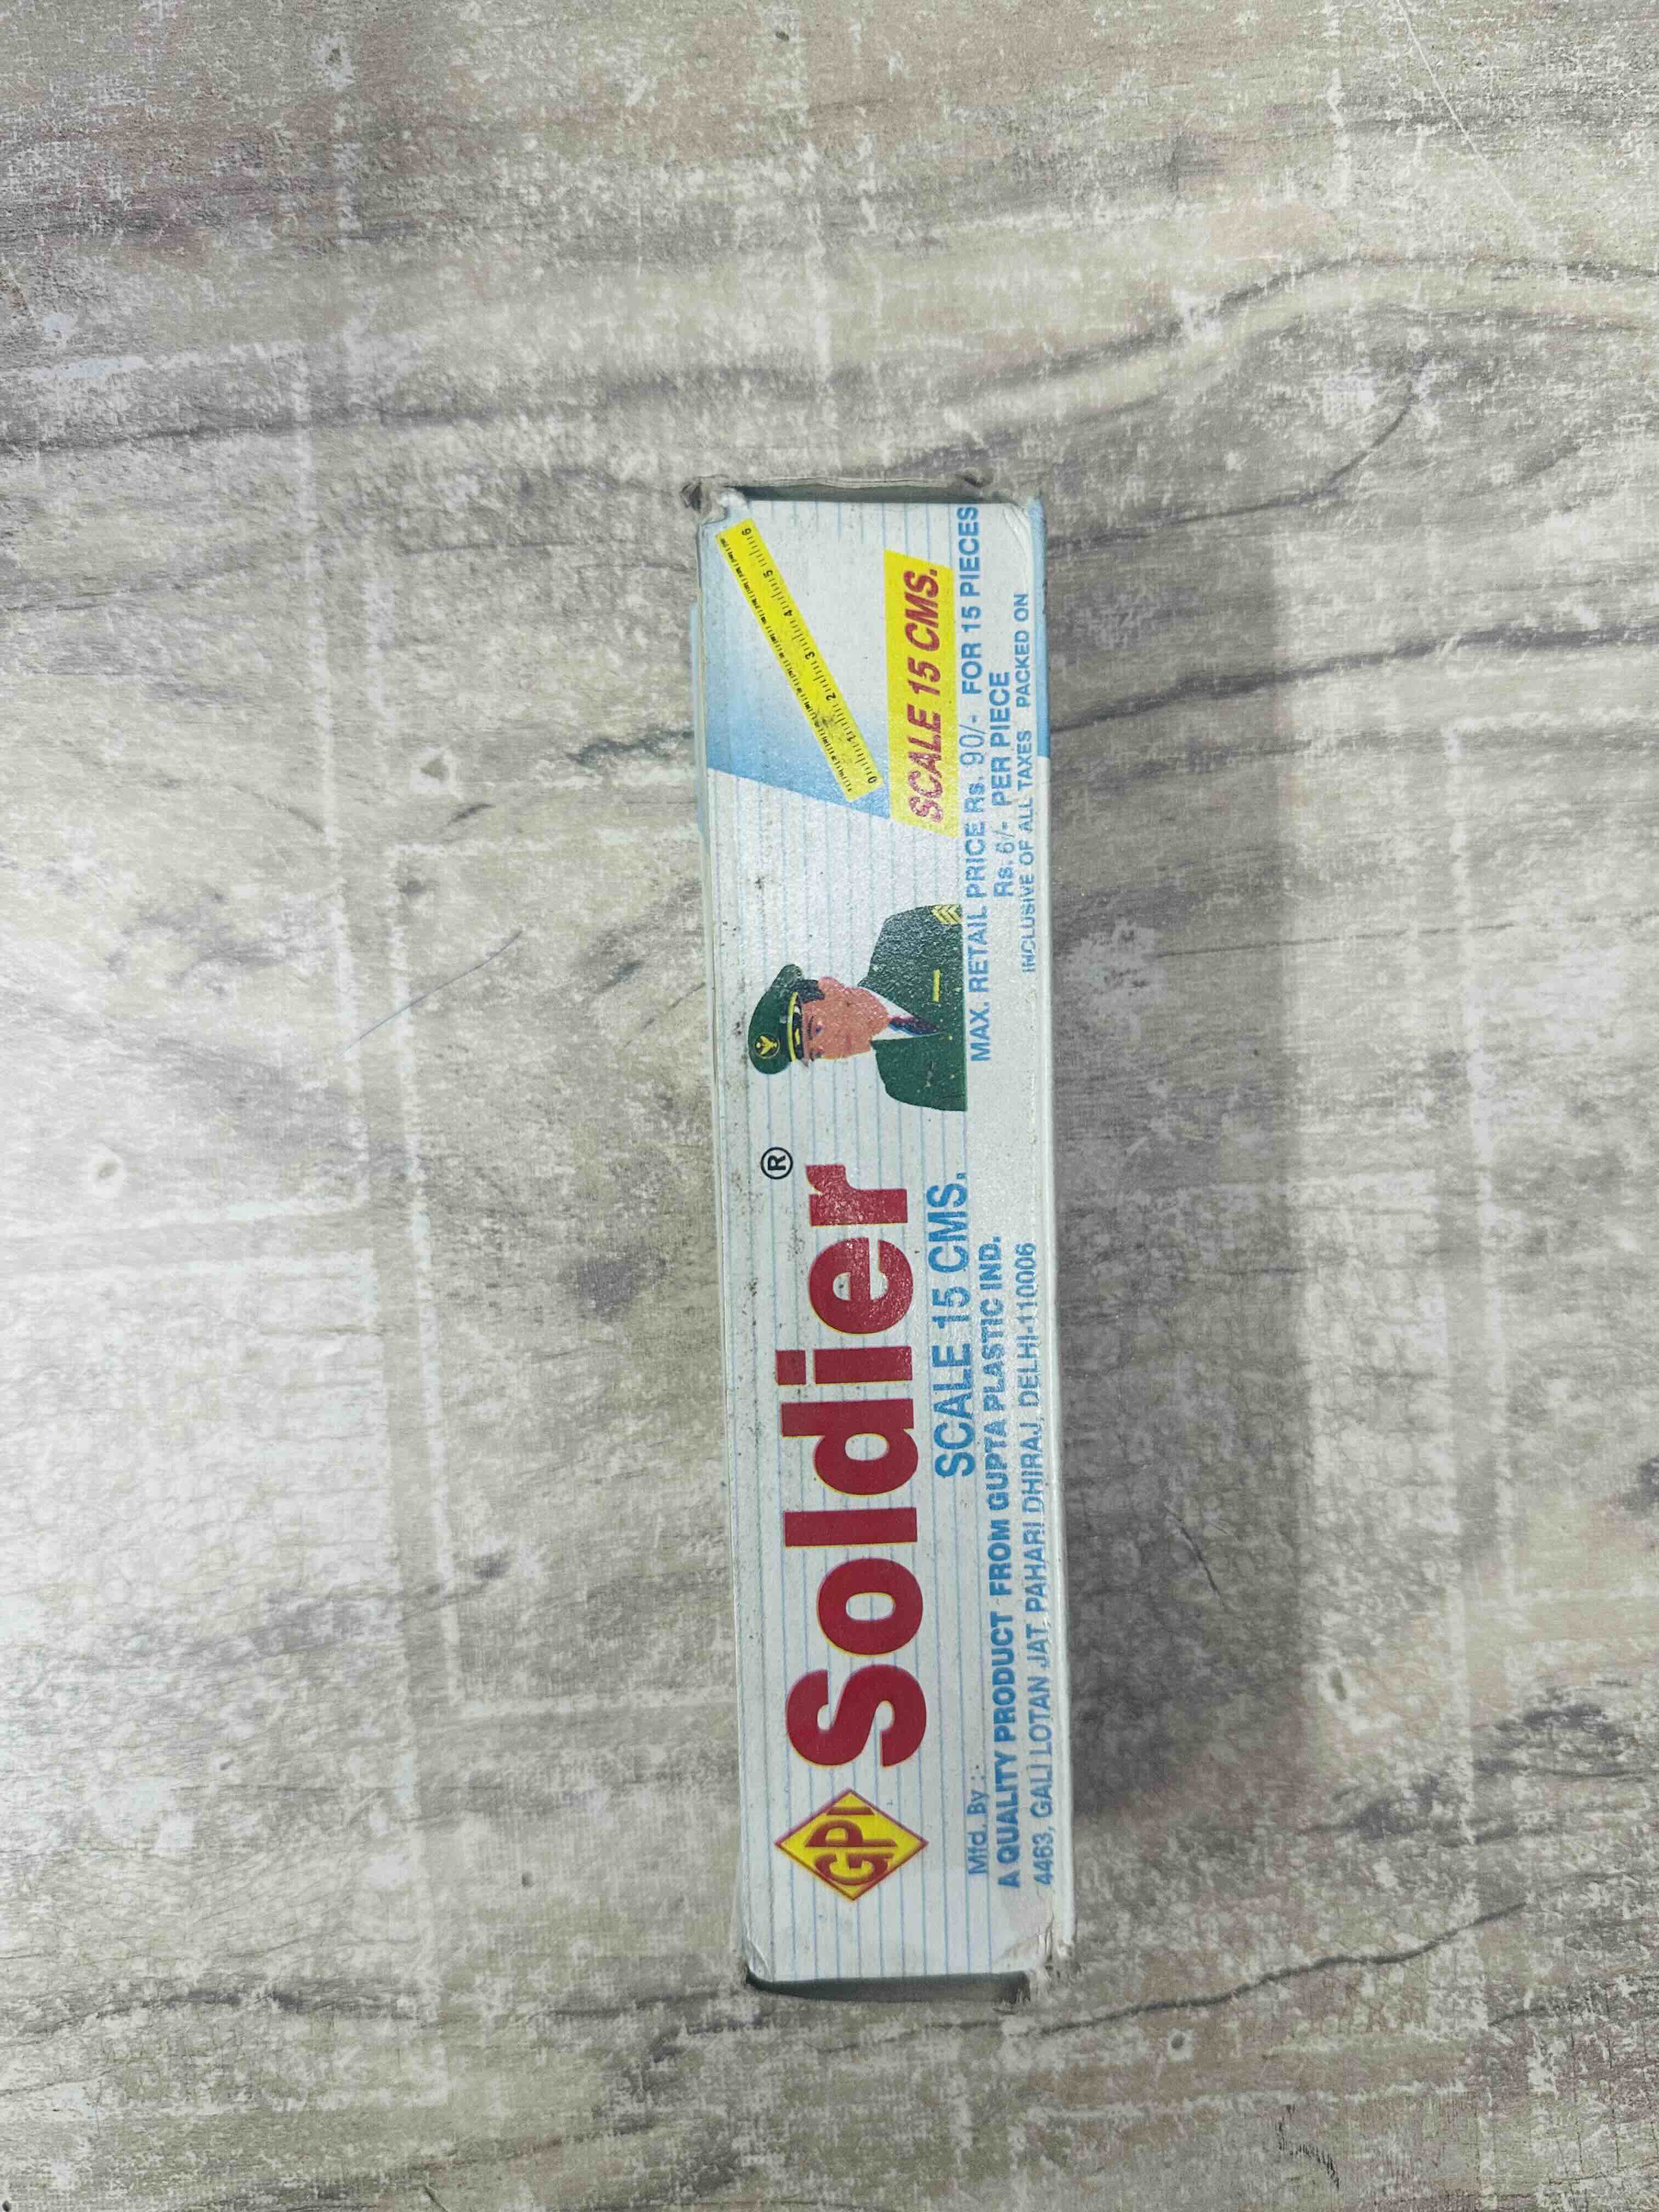 GPI
Soldier®
SCALE 15 CMS.
Mfd. By :-
A QUALITY PRODUCT FROM GUPTA PLASTIC IND.
4463, GALI LOTAN JAT, PAHARI DHIRAJ, DELHI-110006
0 1 2 3 4 5 6
SCALE 15 CMS.
MAX. RETAIL PRICE Rs. 90/- FOR 15 PIECES
Rs. 6/- PER PIECE
INCLUSIVE OF ALL TAXES PACKED ON